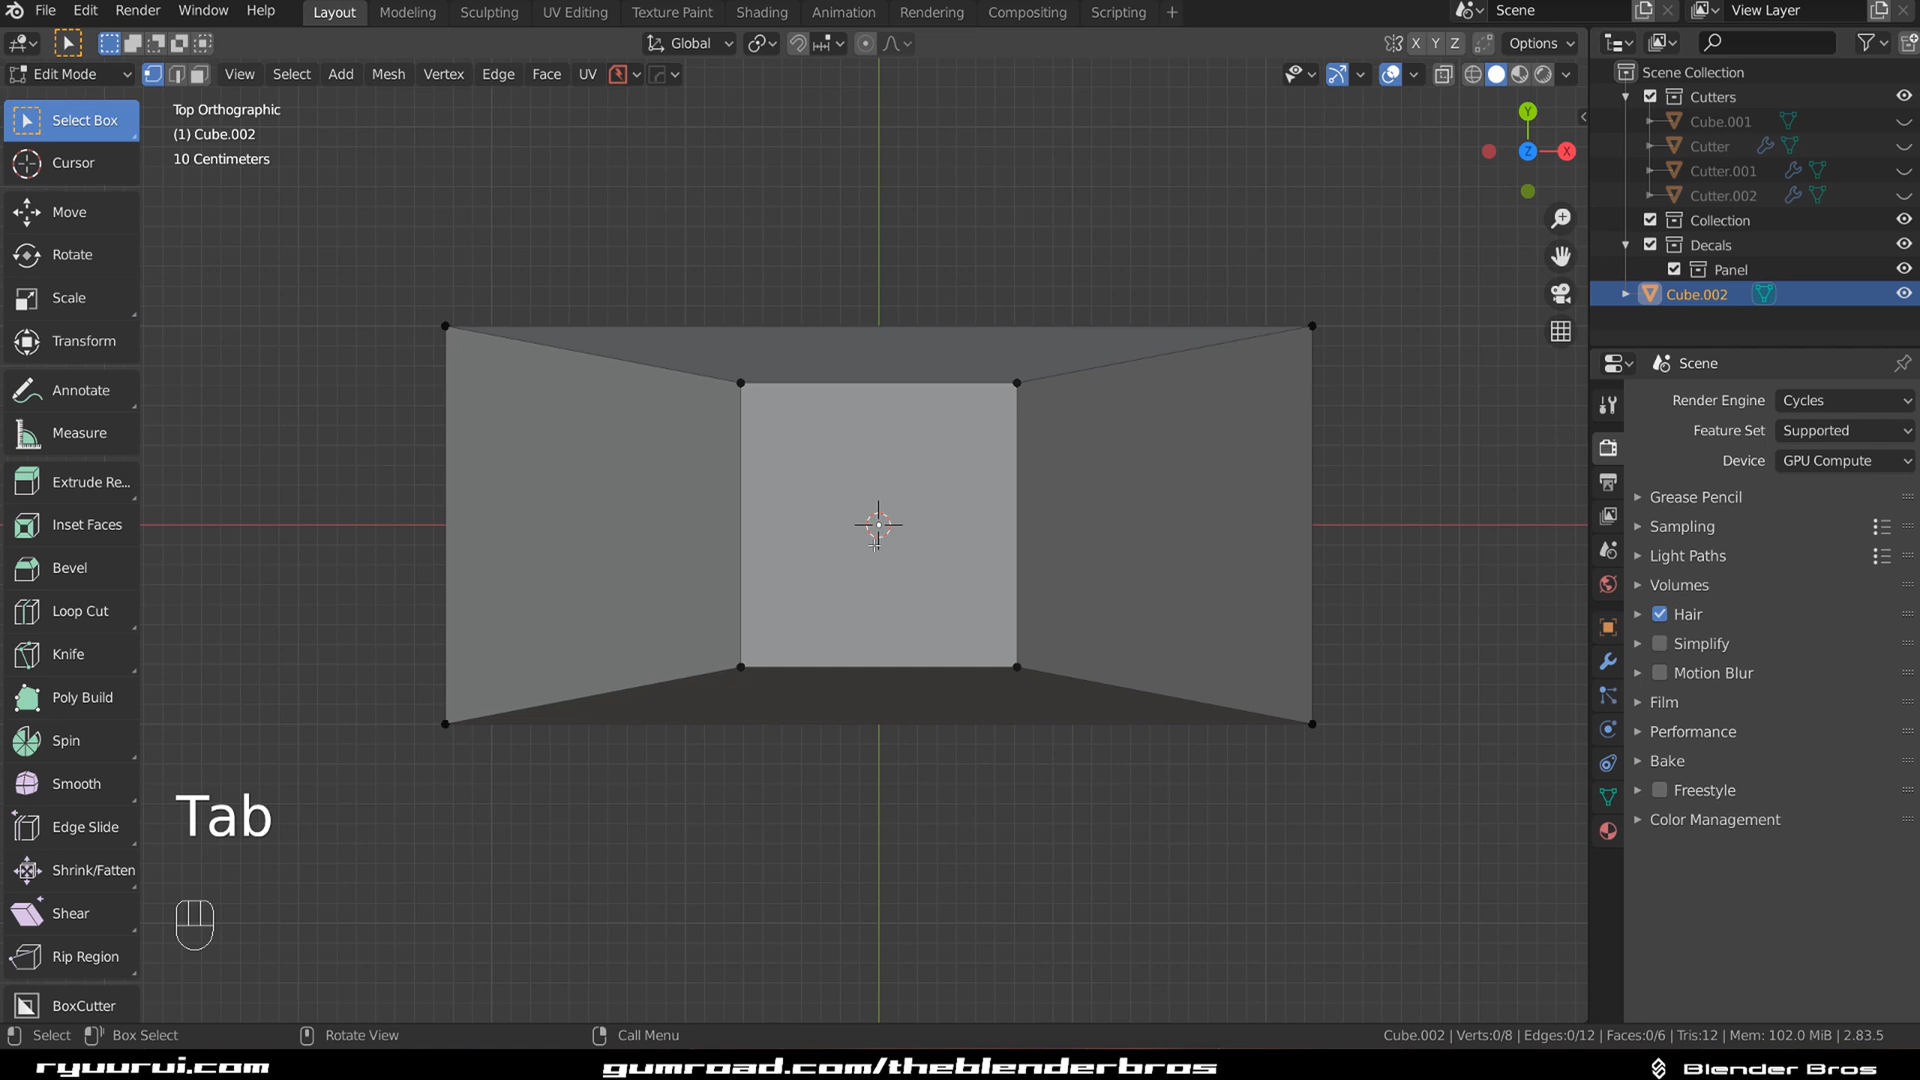 File Edit Render Window Help Layout Modeling Sculpting UV Editing Texture Paint Shading Animation Rendering Compositing Scripting + Scene View Layer
Global X Y Z Options
Edit Mode View Select Add Mesh Vertex Edge Face UV
Select Box
Cursor
Move
Rotate
Scale
Transform
Annotate
Measure
Extrude Re...
Inset Faces
Bevel
Loop Cut
Knife
Poly Build
Spin
Smooth
Edge Slide
Shrink/Fatten
Shear
Rip Region
BoxCutter
Top Orthographic
(1) Cube.002
10 Centimeters
Y
Z X
Tab
Scene Collection
Cutters
Cube.001
Cutter
Cutter.001
Cutter.002
Collection
Decals
Panel
Cube.002
Scene
Render Engine Cycles
Feature Set Supported
Device GPU Compute
Grease Pencil
Sampling
Light Paths
Volumes
Hair
Simplify
Motion Blur
Film
Performance
Bake
Freestyle
Color Management
Select Box Select Rotate View Call Menu Cube.002 | Verts:0/8 | Edges:0/12 | Faces:0/6 | Tris:12 | Mem: 102.0 MiB | 2.83.5
ryuurui.com gumroad.com/theblenderbros Blender Bros